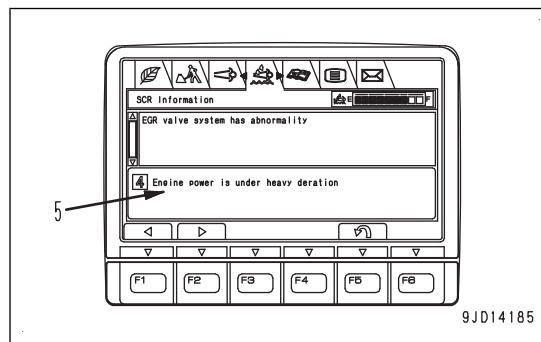 SCR Information
E F
EGR valve system has abnormality
4 Engine power is under heavy deration
5
F1 F2 F3 F4 F5 F6
9JD14185